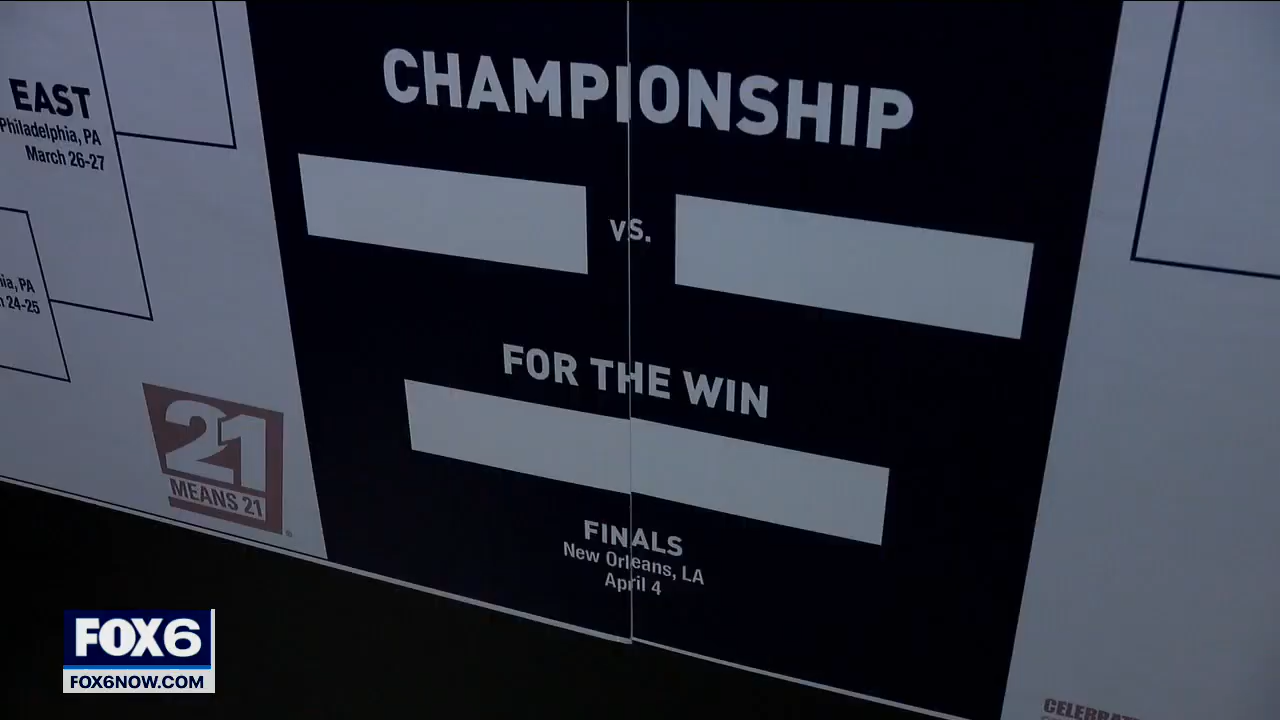 EAST
Philadelphia, PA
March 26-27
PA
24-25
CHAMPIONSHIP
vs.
FOR THE WIN
FINALS
New Orleans, LA
April 4
21
MEANS 21
®
FOX6
FOX6NOW.COM